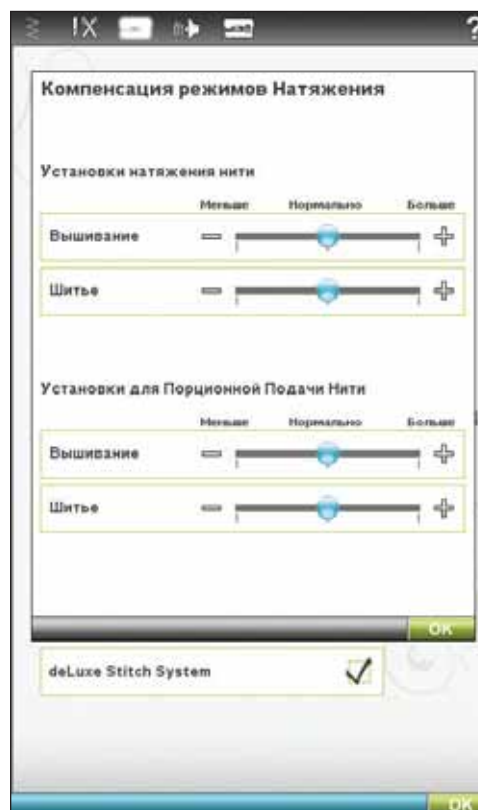 1X
?
Компенсация режимов Натяжения
Установки натяжения нити
Меньше Нормально Больше
Вышивание
Шитье
Установки для Порционной Подачи Нити
Меньше Нормально Больше
Вышивание
Шитье
OK
deLuxe Stitch System
OK